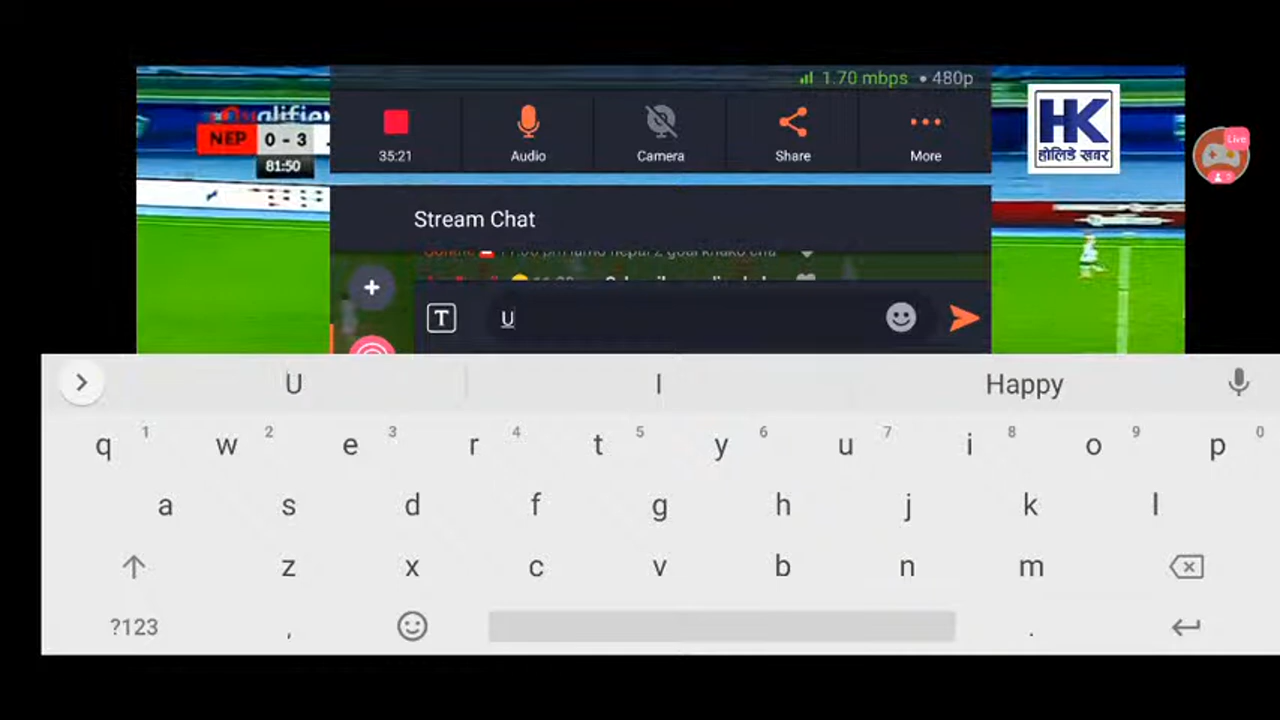 1.70 mbps • 480p
NEP 0 - 3
81:50
35:21
Audio
Camera
Share
More
HK
होलिडे खबर
Live
Stream Chat
T
U
U
I
Happy
q 1 w 2 e 3 r 4 t 5 y 6 u 7 i 8 o 9 p 0
a s d f g h j k l
z x c v b n m
?123 , .